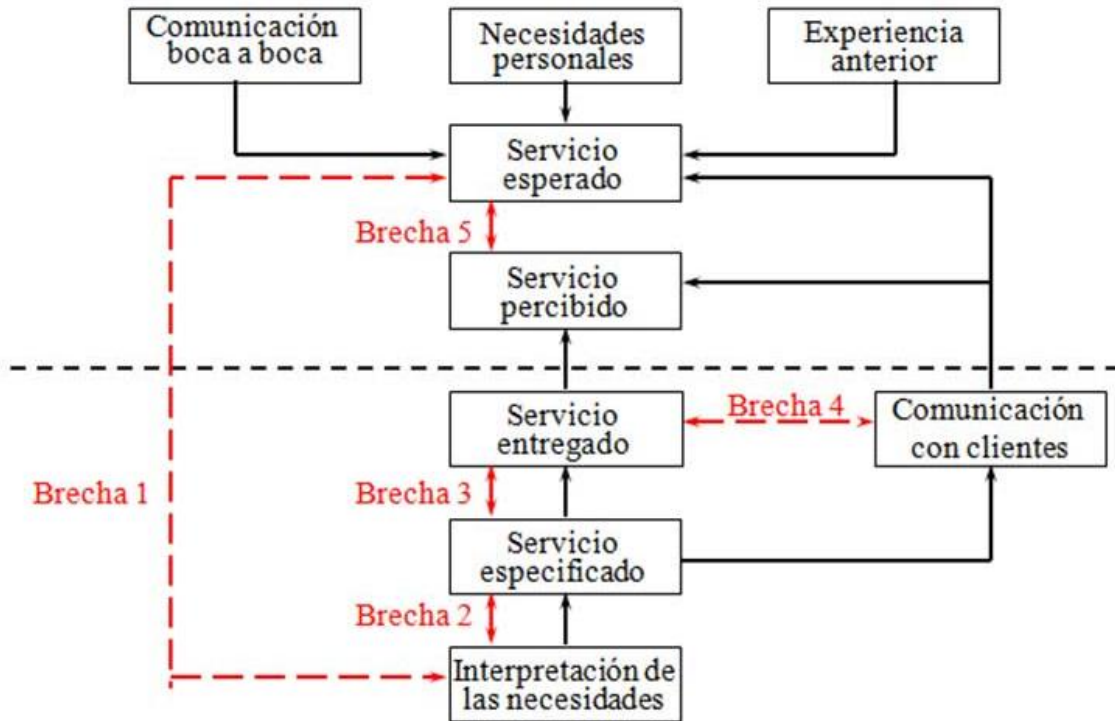 Comunicación
boca a boca
Necesidades
personales
Experiencia
anterior
Servicio
esperado
Brecha 5
Servicio
percibido
Servicio
entregado
Brecha 4
Comunicación
con clientes
Brecha 1
Brecha 3
Servicio
especificado
Brecha 2
Interpretación de
las necesidades